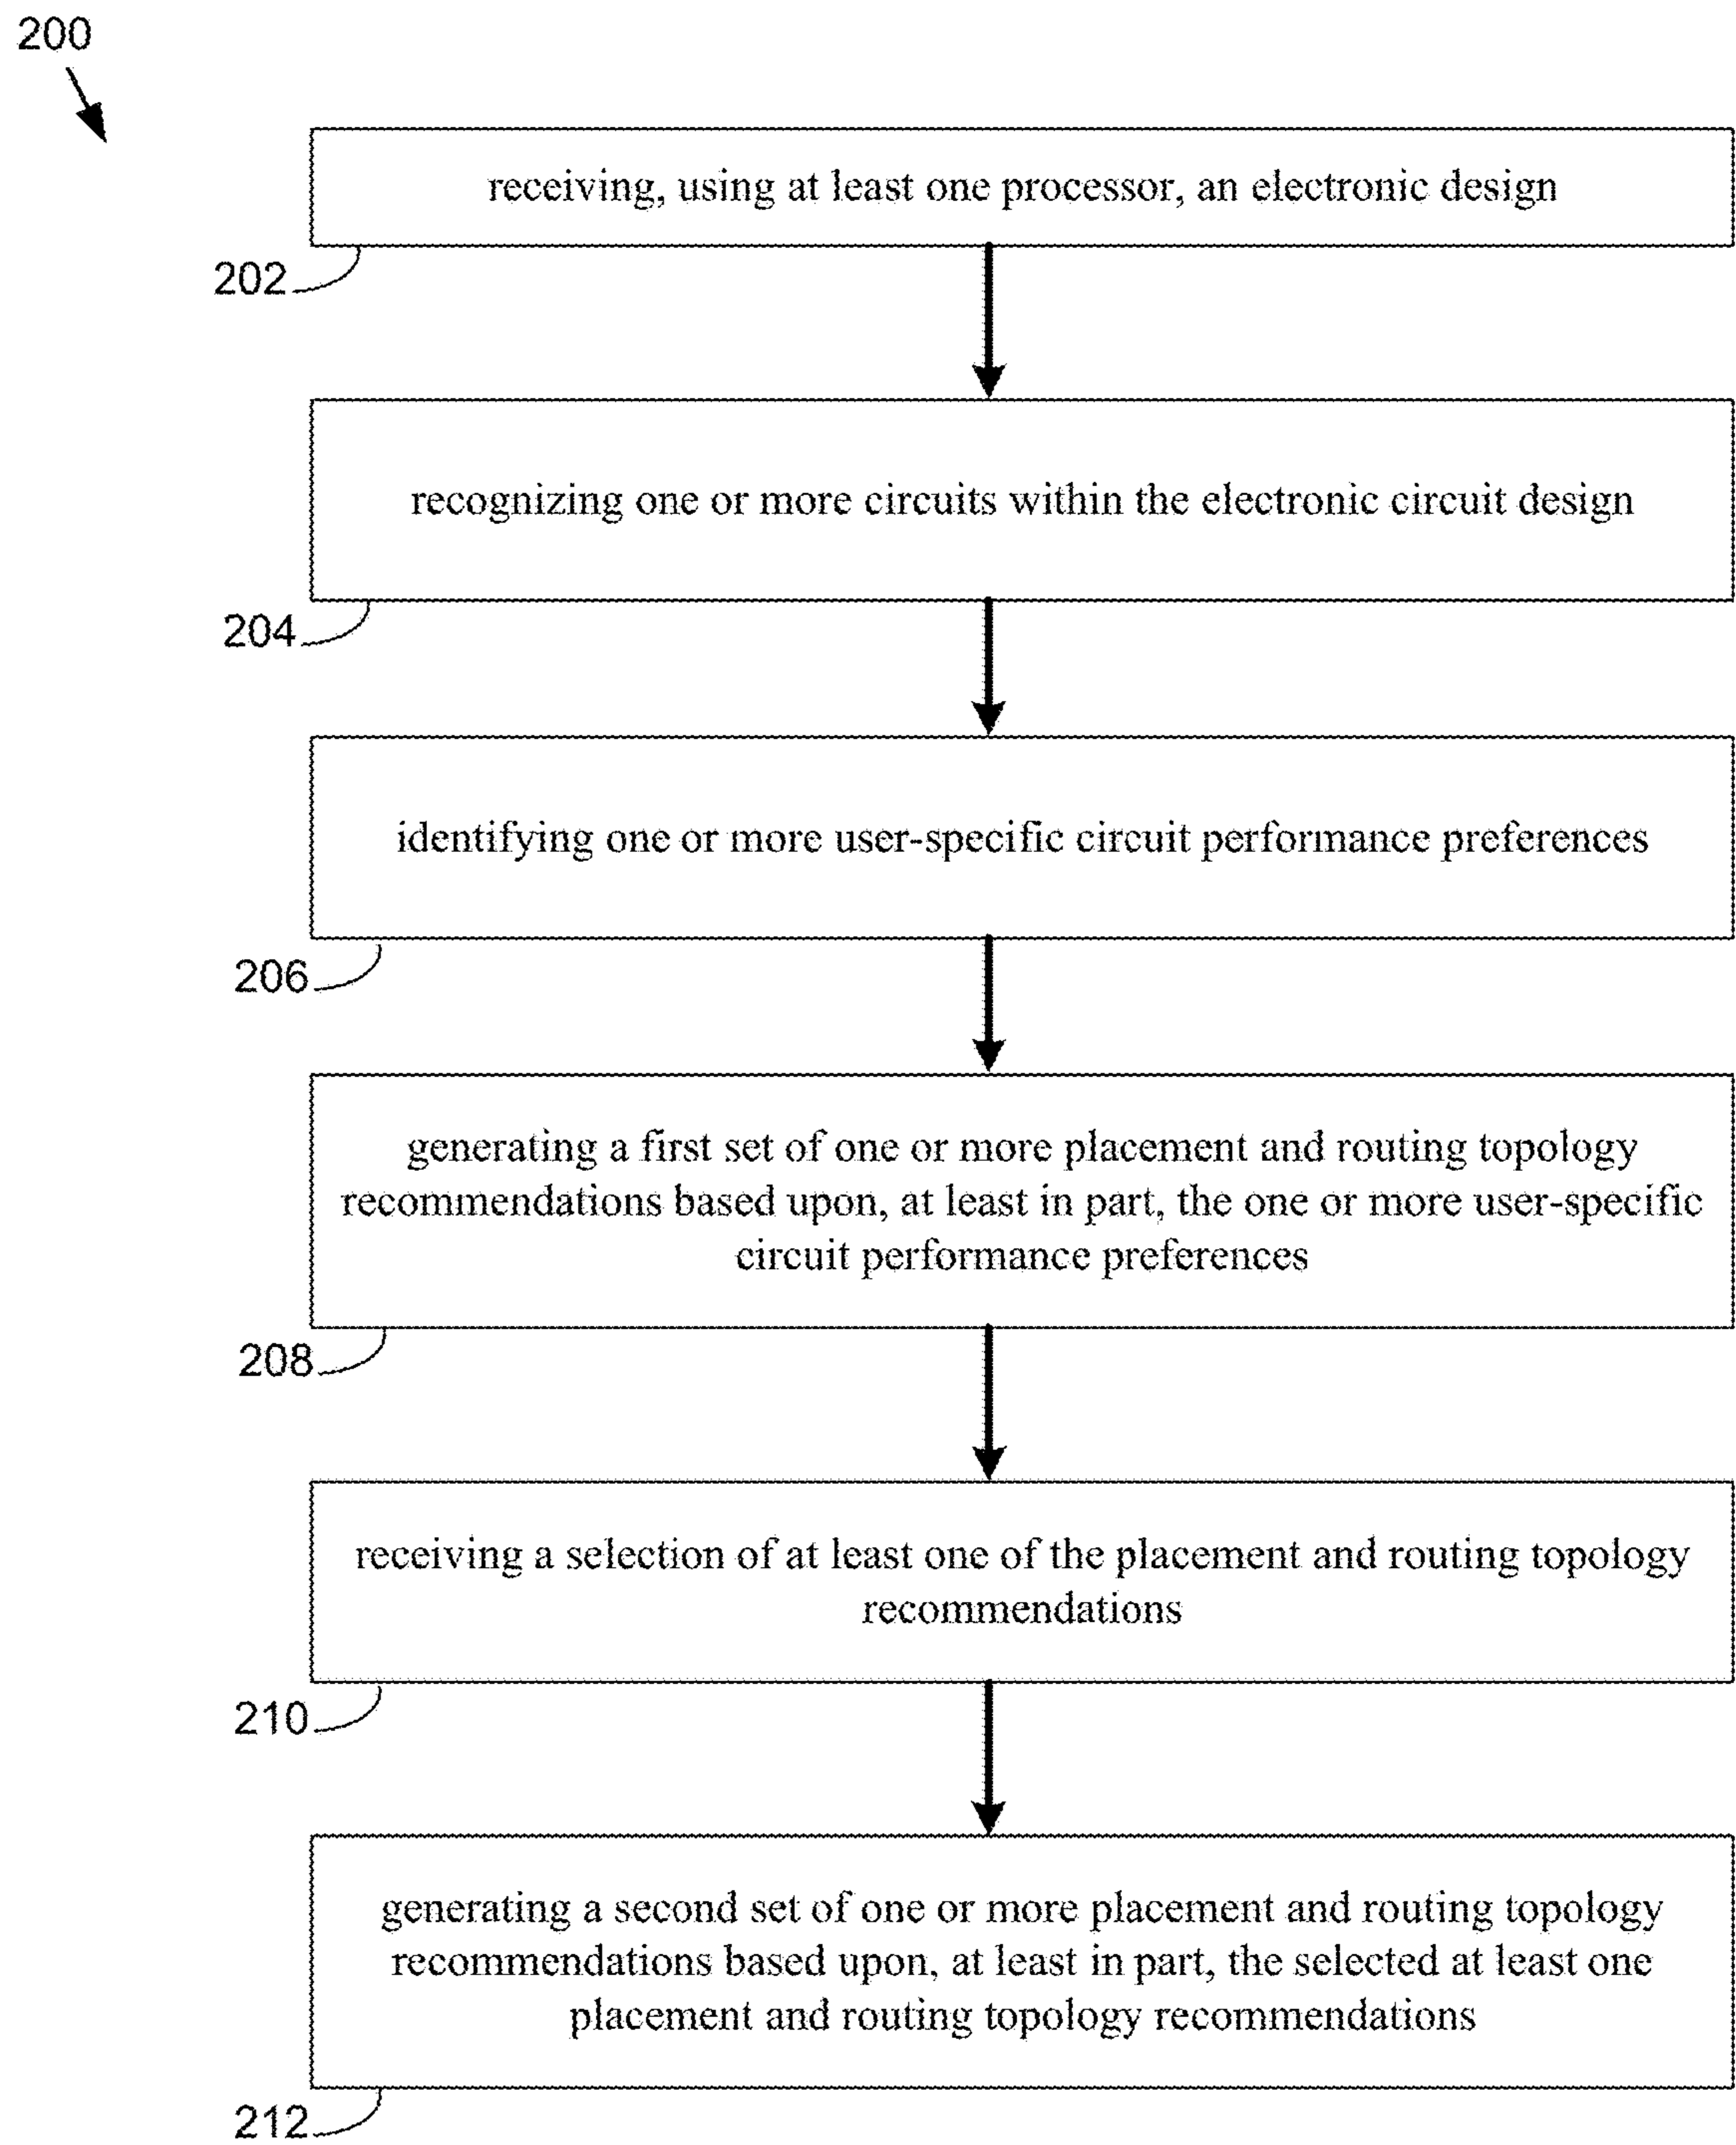 200
receiving, using at least one processor, an electronic design
202
recognizing one or more circuits within the electronic circuit design
204
identifying one or more user-specific circuit performance preferences
206
generating a first set of one or more placement and routing topology
recommendations based upon, at least in part, the one or more user-specific
circuit performance preferences
208
receiving a selection of at least one of the placement and routing topology
recommendations
210
generating a second set of one or more placement and routing topology
recommendations based upon, at least in part, the selected at least one
placement and routing topology recommendations
212